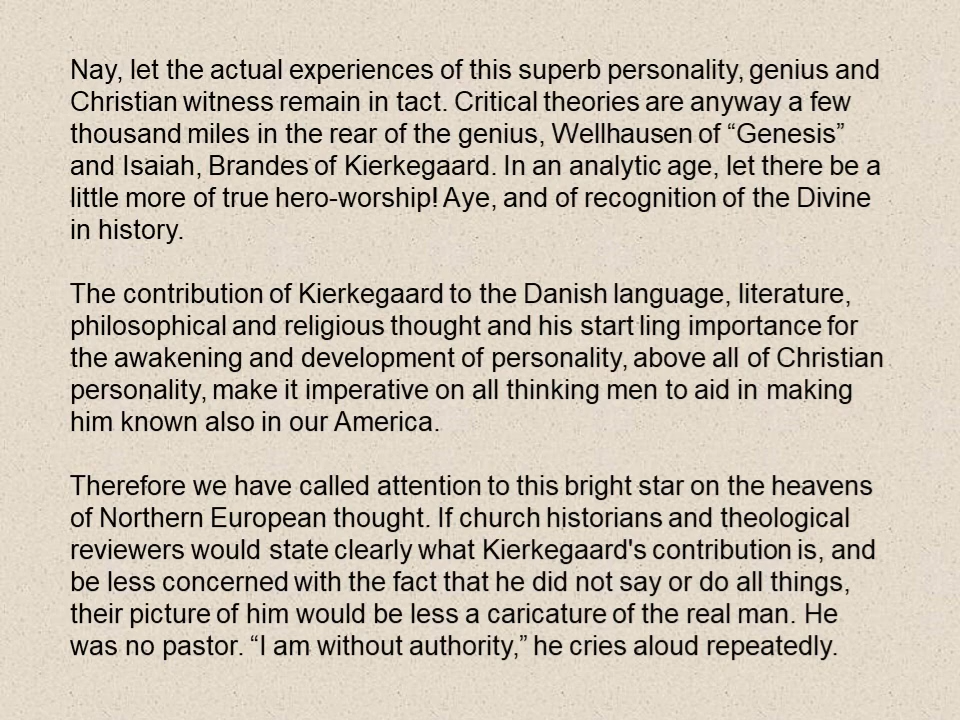 Nay, let the actual experiences of this superb personality, genius and
Christian witness remain in tact. Critical theories are anyway a few
thousand miles in the rear of the genius, Wellhausen of “Genesis”
and Isaiah, Brandes of Kierkegaard. In an analytic age, let there be a
little more of true hero-worship! Aye, and of recognition of the Divine
in history.

The contribution of Kierkegaard to the Danish language, literature,
philosophical and religious thought and his start ling importance for
the awakening and development of personality, above all of Christian
personality, make it imperative on all thinking men to aid in making
him known also in our America.

Therefore we have called attention to this bright star on the heavens
of Northern European thought. If church historians and theological
reviewers would state clearly what Kierkegaard's contribution is, and
be less concerned with the fact that he did not say or do all things,
their picture of him would be less a caricature of the real man. He
was no pastor. “I am without authority,” he cries aloud repeatedly.